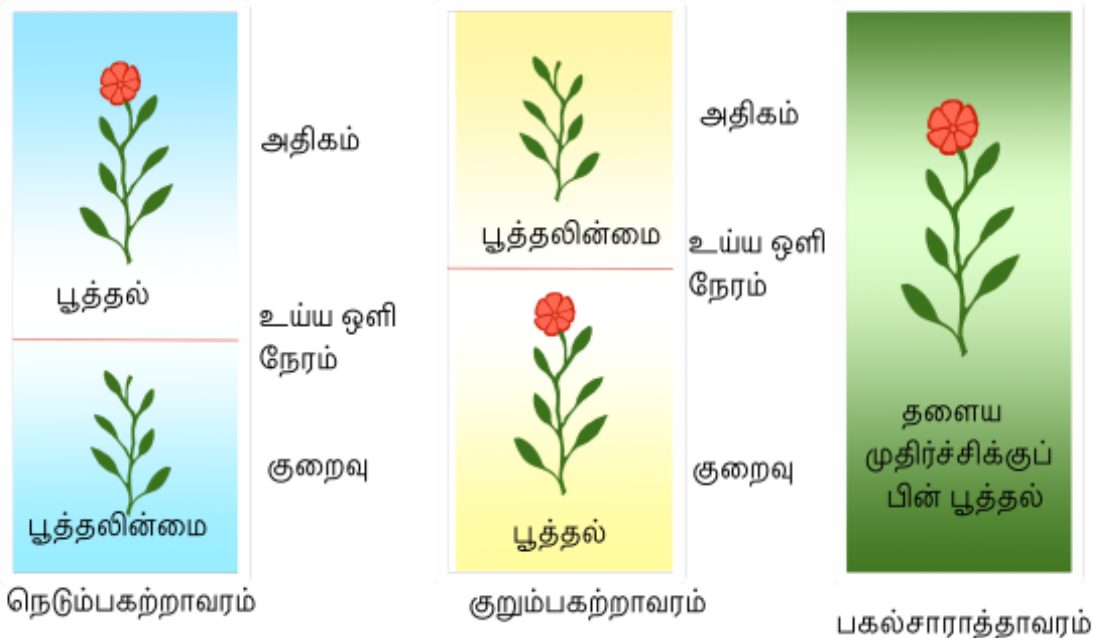 அதிகம்
பூத்தல்
உய்ய ஒளி
நேரம்
குறைவு
பூத்தலின்மை
நெடும்பகற்றாவரம்
அதிகம்
பூத்தலின்மை
உய்ய ஒளி
நேரம்
குறைவு
பூத்தல்
குறும்பகற்றாவரம்
தளைய
முதிர்ச்சிக்குப்
பின் பூத்தல்
பகல்சாராத்தாவரம்